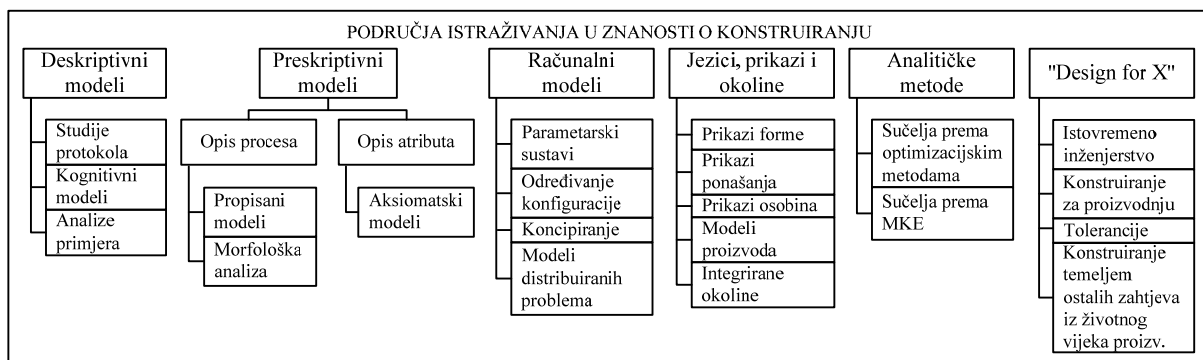 PODRUČJA ISTRAŽIVANJA U ZNANOSTI O KONSTRUIRANJU
Deskriptivni
modeli
Studije
protokola
Kognitivni
modeli
Analize
primjera
Preskriptivni
modeli
Opis procesa
Propisani
modeli
Morfološka
analiza
Opis atributa
Aksiomatski
modeli
Računalni
modeli
Parametarski
sustavi
Određivanje
konfiguracije
Koncipiranje
Modeli
distribuiranih
problema
Jezici, prikazi i
okoline
Prikazi forme
Prikazi
ponašanja
Prikazi osobina
Modeli
proizvoda
Integrirane
okoline
Analitičke
metode
Sučelja prema
optimizacijskim
metodama
Sučelja prema
MKE
"Design for X"
Istovremeno
inženjerstvo
Konstruiranje
za proizvodnju
Tolerancije
Konstruiranje
temeljem
ostalih zahtjeva
iz životnog
vijeka proizv.